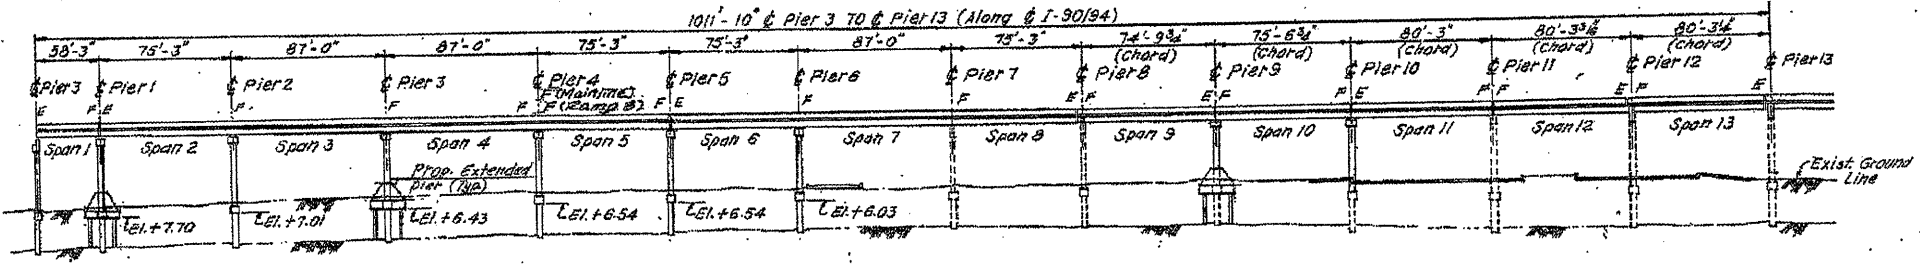 1011'-10" ℄ Pier 3 TO ℄ Pier 13 (Along ℄ I-90/94)
58'-3" 75'-3" 87'-0" 87'-0" 75'-3" 75'-3" 87'-0" 75'-3" 74'-9¾" 75'-6¾" 80'-3" 80'-3⅜" 80'-3¼"
(Chord) (Chord) (Chord) (Chord) (Chord)
℄ Pier 3 ℄ Pier 1 ℄ Pier 2 ℄ Pier 3 ℄ Pier 4 ℄ Pier 5 ℄ Pier 6 ℄ Pier 7 ℄ Pier 8 ℄ Pier 9 ℄ Pier 10 ℄ Pier 11 ℄ Pier 12 ℄ Pier 13
F (Mainline)
F (Ramp B)
E F E F F F F E F F E F E F F E F F E F E
Span 1 Span 2 Span 3 Span 4 Span 5 Span 6 Span 7 Span 8 Span 9 Span 10 Span 11 Span 12 Span 13
Prop. Extended
Pier (Typ)
Exist. Ground
Line
El. +7.70 El. +7.01 El. +6.43 El. +6.54 El. +6.54 El. +6.03